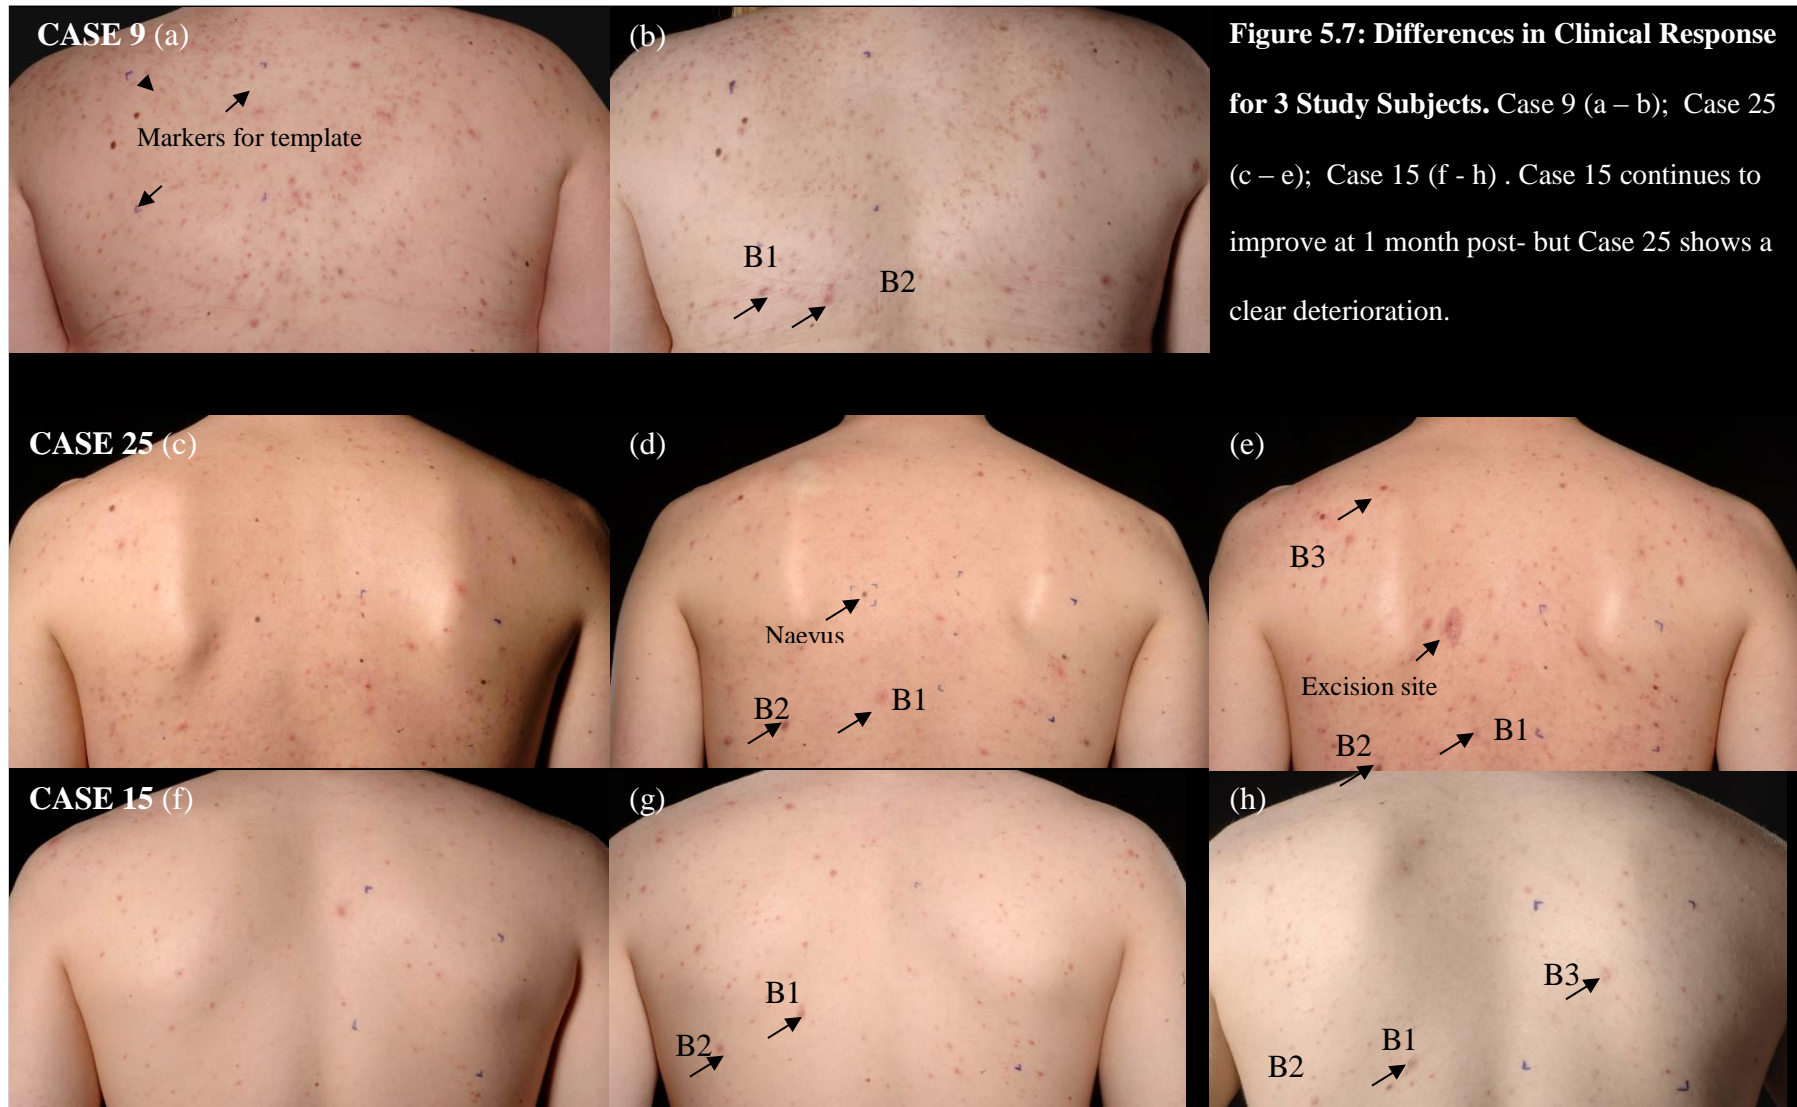 CASE 9 (a)
Markers for template
(b)
B1
B2
Figure 5.7: Differences in Clinical Response
for 3 Study Subjects. Case 9 (a – b); Case 25
(c – e); Case 15 (f - h) . Case 15 continues to
improve at 1 month post- but Case 25 shows a
clear deterioration.
CASE 25 (c)
(d)
Naevus
B2
B1
(e)
B3
Excision site
B2
B1
CASE 15 (f)
(g)
B1
B2
(h)
B3
B1
B2